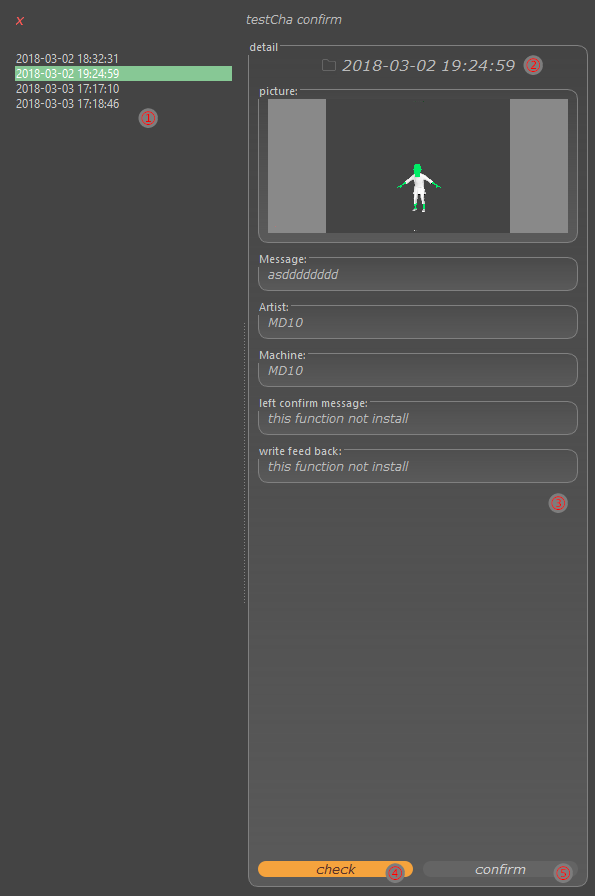 x
testCha confirm
2018-03-02 18:32:31
2018-03-02 19:24:59
2018-03-03 17:17:10
2018-03-03 17:18:46
①
detail
2018-03-02 19:24:59 ②
picture:
Message:
asdddddddd
Artist:
MD10
Machine:
MD10
left confirm message:
this function not install
write feed back:
this function not install
③
check ④
confirm ⑤